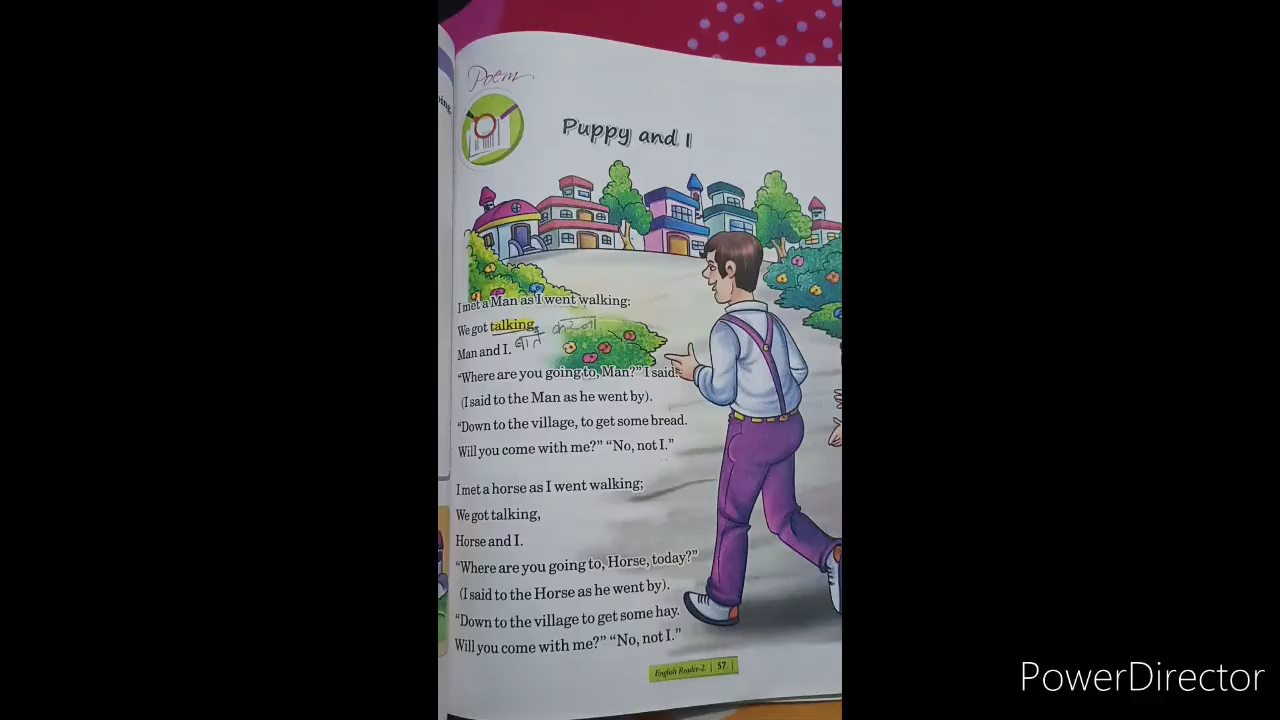 Poem
Puppy and I
I met a Man as I went walking:
We got talking,
बातें करना
Man and I.
"Where are you going to, Man?" I said.
(I said to the Man as he went by).
"Down to the village, to get some bread.
Will you come with me?" "No, not I."
I met a horse as I went walking;
We got talking,
Horse and I.
"Where are you going to, Horse, today?"
(I said to the Horse as he went by).
"Down to the village to get some hay.
Will you come with me?" "No, not I."
English Reader-2 | 57 |
PowerDirector